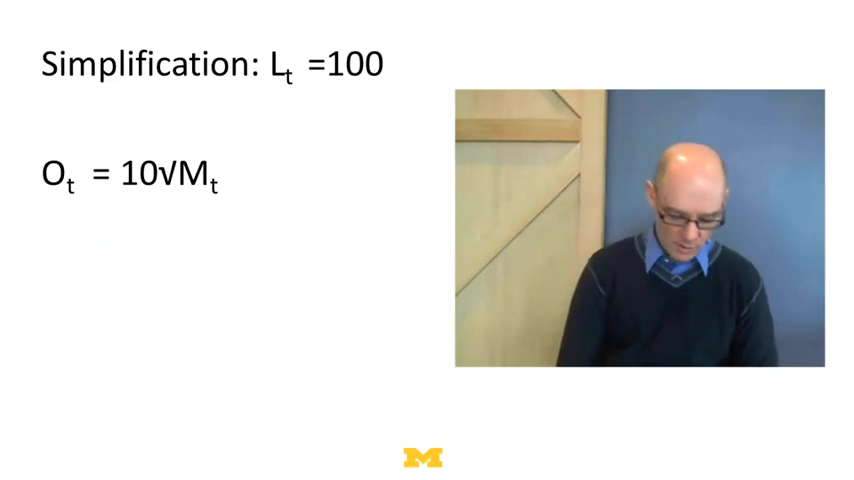 Simplification: Lt =100
Ot = 10√Mt
M